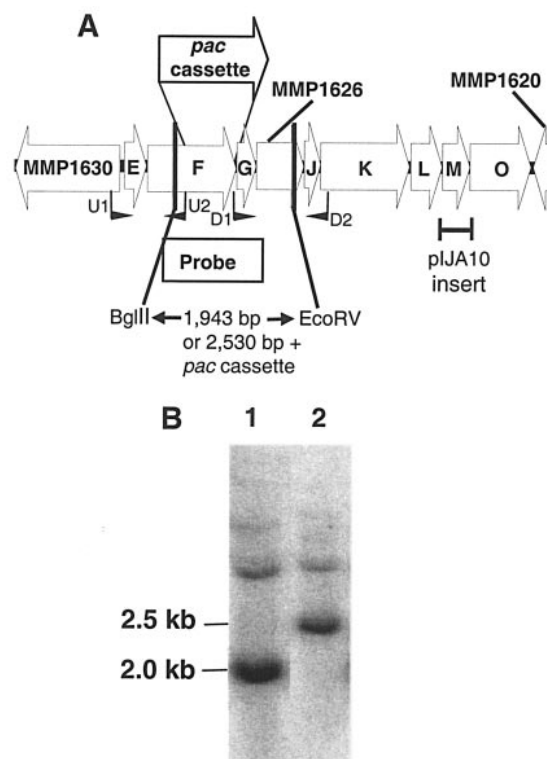 A
pac
cassette
MMP1626
MMP1620
MMP1630
E
F
G
J
K
L
M
O
U1
U2
D1
D2
Probe
pIJA10
insert
BglII
1,943 bp
EcoRV
or 2,530 bp +
pac cassette
B
1
2
2.5 kb
2.0 kb